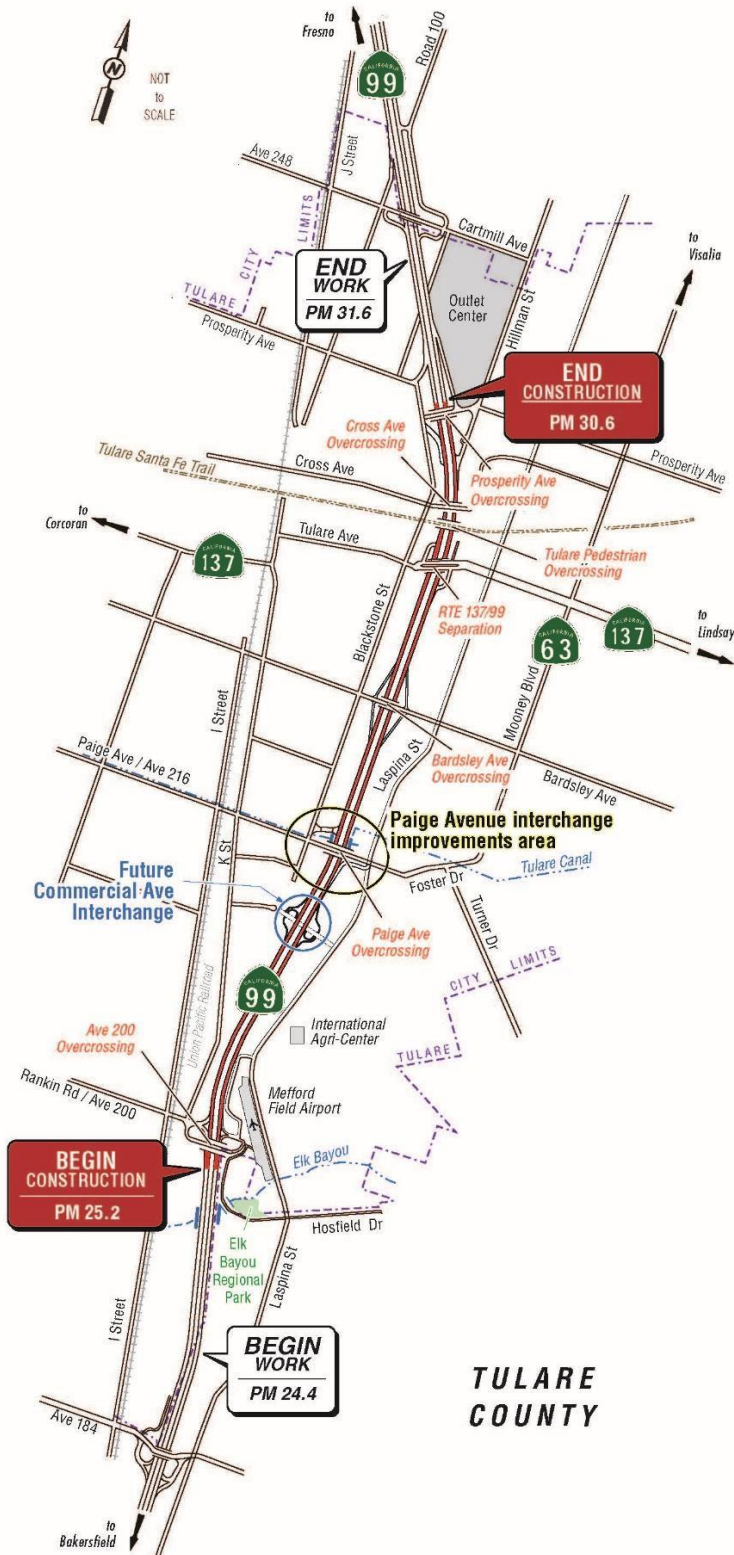 to
Fresno
CALIFORNIA
99
Road 100
N
NOT
to
SCALE
J Street
Ave 248
CITY LIMITS
TULARE
Cartmill Ave
to
Visalia
END
WORK
PM 31.6
Outlet
Center
Hillman St
Prosperity Ave
END
CONSTRUCTION
PM 30.6
Cross Ave
Overcrossing
Tulare Santa Fe Trail
Cross Ave
Prosperity Ave
Overcrossing
Prosperity Ave
to
Corcoran
CALIFORNIA
137
Tulare Ave
Tulare Pedestrian
Overcrossing
Blackstone St
RTE 137/99
Separation
CALIFORNIA
63
CALIFORNIA
137
to
Lindsay
I Street
Mooney Blvd
Laspina St
Bardsley Ave
Overcrossing
Bardsley Ave
Paige Ave / Ave 216
K St
Paige Avenue interchange
improvements area
Tulare Canal
Foster Dr
Future
Commercial Ave
Interchange
Turner Dr
Paige Ave
Overcrossing
CITY LIMITS
TULARE
CALIFORNIA
99
Union Pacific Railroad
International
Agri-Center
Ave 200
Overcrossing
Rankin Rd / Ave 200
Mefford
Field Airport
BEGIN
CONSTRUCTION
PM 25.2
Elk Bayou
Hosfield Dr
Elk
Bayou
Regional
Park
Laspina St
I Street
BEGIN
WORK
PM 24.4
TULARE
COUNTY
Ave 184
to
Bakersfield